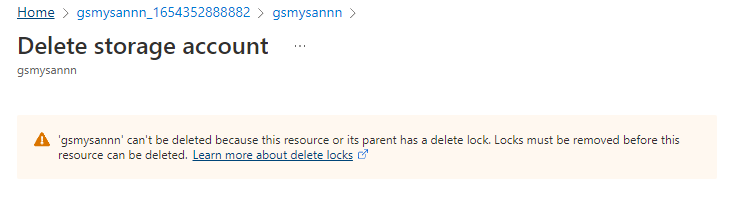 Home > gsmysannn_1654352888882 > gsmysannn >
Delete storage account ...
gsmysannn
'gsmysannn' can't be deleted because this resource or its parent has a delete lock. Locks must be removed before this
resource can be deleted. Learn more about delete locks